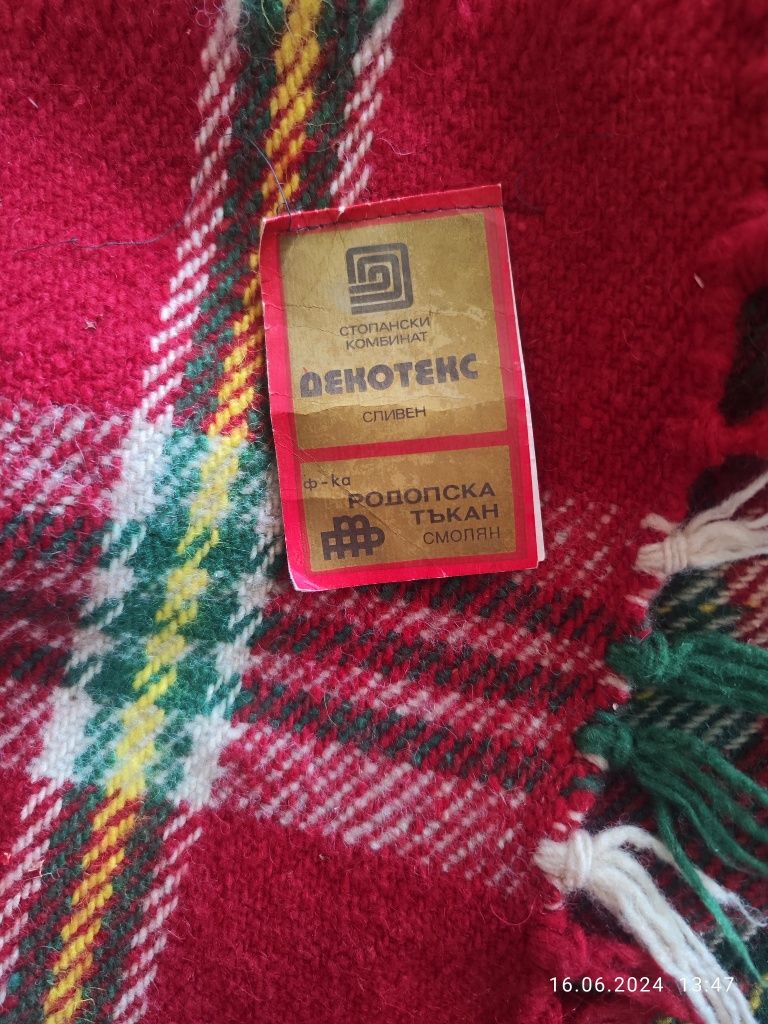 СТОПАНСКИ
КОМБИНАТ
ДЕКОТЕКС
СЛИВЕН
ф-ка
РОДОПСКА
ТЪКАН
СМОЛЯН
16.06.2024 13:47